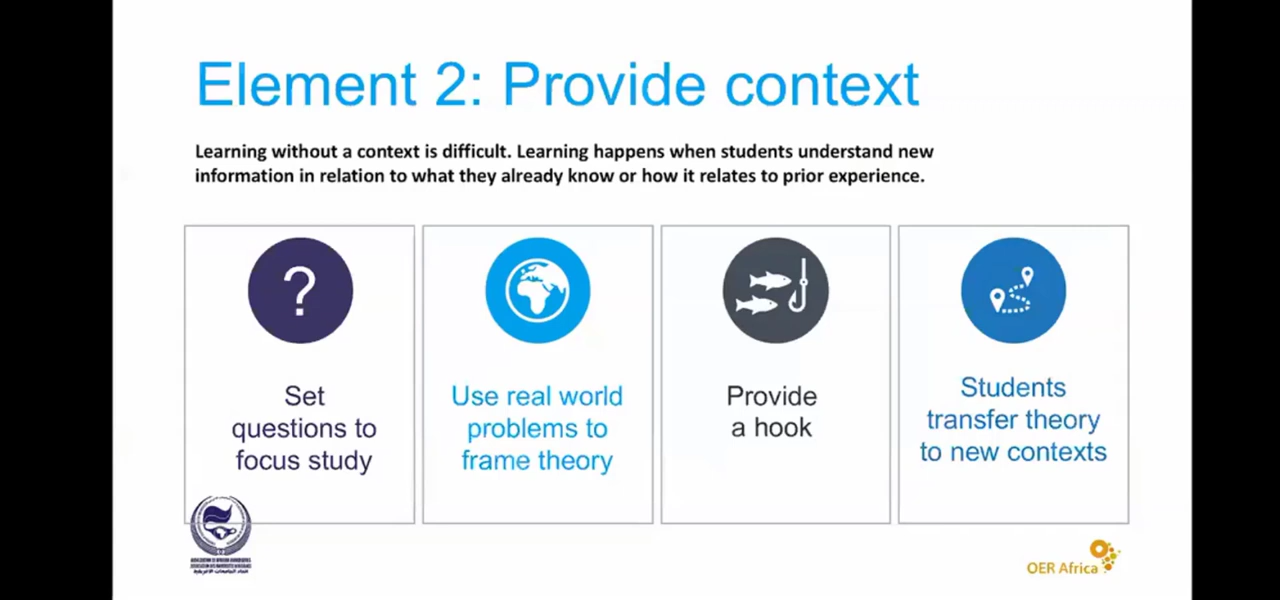 Element 2: Provide context
Learning without a context is difficult. Learning happens when students understand new
information in relation to what they already know or how it relates to prior experience.
?
Set
questions to
focus study
Use real world
problems to
frame theory
Provide
a hook
Students
transfer theory
to new contexts
OER Africa